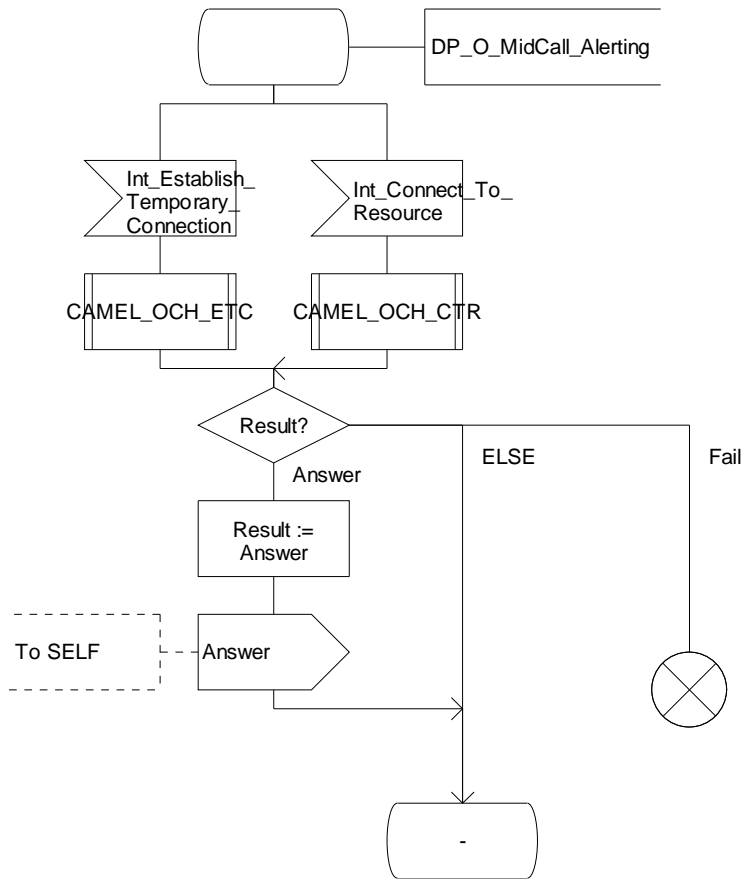 DP_O_MidCall_Alerting
Int_Establish_
Temporary_
Connection
Int_Connect_To_
Resource
CAMEL_OCH_ETC
CAMEL_OCH_CTR
Result?
ELSE
Fail
Answer
Result :=
Answer
To SELF
Answer
-